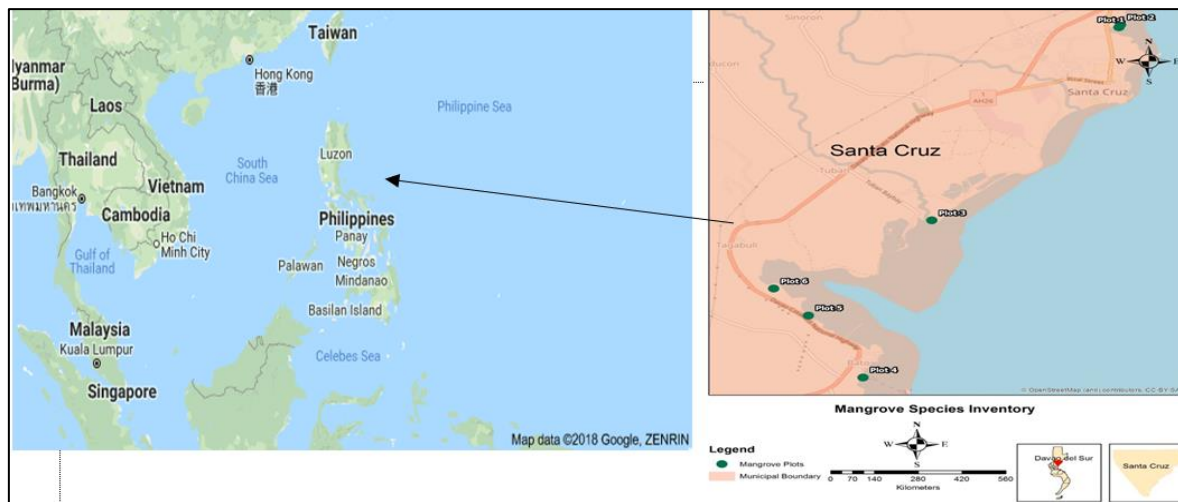 Taiwan
Hong Kong
香港
Philippine Sea
Laos
Luzon
Thailand
South
China Sea
Vietnam
Bangkok
Cambodia
Philippines
Panay
Ho Chi
Minh City
Gulf of
Thailand
Palawan
Negros
Mindanao
Basilan Island
Malaysia
Kuala Lumpur
Celebes Sea
Singapore
Map data ©2018 Google, ZENRIN
Sinoron
Plot 1
Plot 2
N
W
E
S
Santa Cruz
1
AH26
Santa Cruz
Tuban
Plot 3
Plot 6
Plot 5
Plot 4
Mangrove Species Inventory
N
W
E
S
Legend
Mangrove Plots
Municipal Boundary
0 70 140 280 420 560
Kilometers
Davao del Sur
Santa Cruz